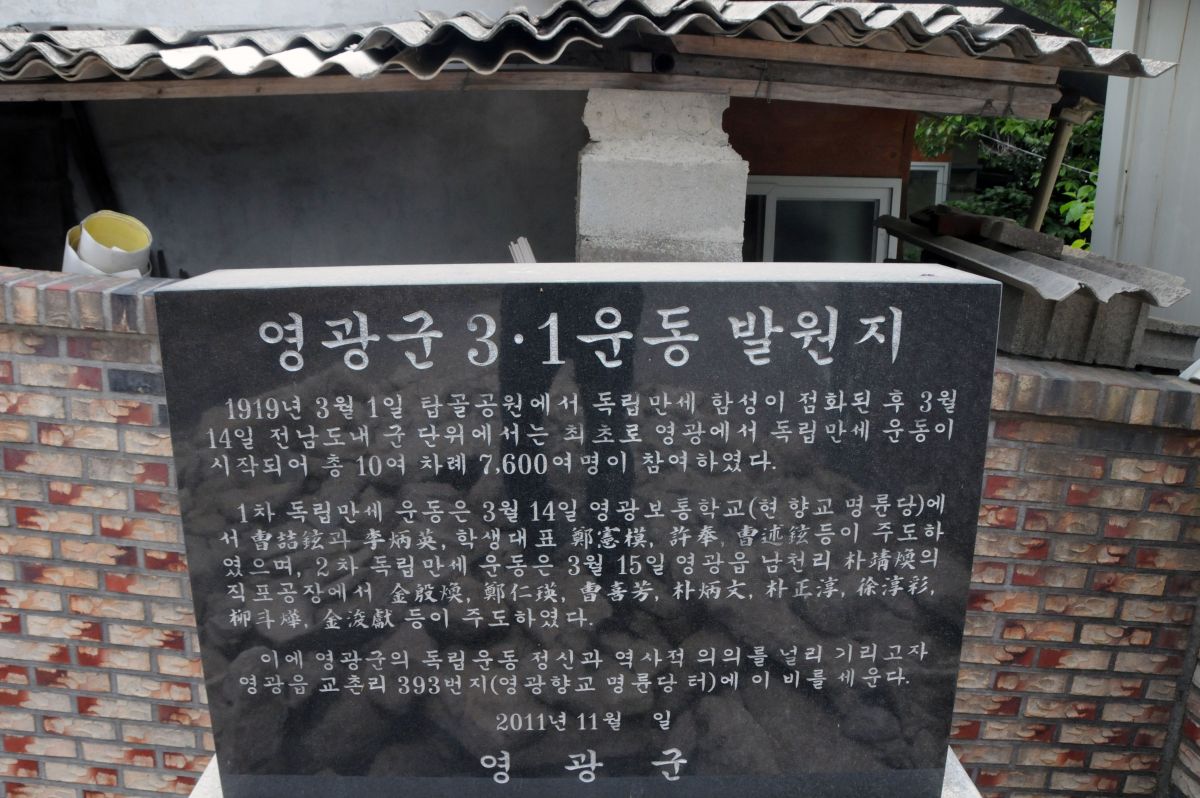 영광군 3·1운동 발원지
1919년 3월 1일 탑골공원에서 독립만세 함성이 점화된 후 3월
14일 전남도내 군 단위에서는 최초로 영광에서 독립만세 운동이
시작되어 총 10여 차례 7,600여명이 참여하였다.
1차 독립만세 운동은 3월 14일 영광보통학교(현 향교 명륜당)에
서 曹喆鉉과 李炳英, 학생대표 鄭憲模, 許奉, 曹述鉉등이 주도하
였으며, 2차 독립만세 운동은 3월 15일 영광읍 남천리 朴靖煥의
직포공장에서 金殷煥, 鄭仁瑛, 曹喜芳, 朴炳文, 朴正淳, 徐淳彩,
柳斗燁, 金浚獻 등이 주도하였다.
이에 영광군의 독립운동 정신과 역사적 의의를 널리 기리고자
영광읍 교촌리 393번지(영광향교 명륜당 터)에 이 비를 세운다.
2011년 11월 일
영 광 군